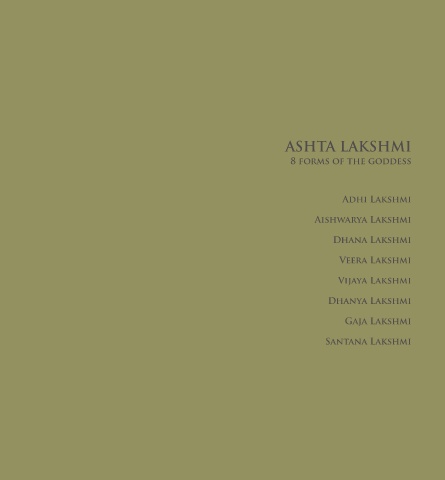 ASHTA LAKSHMI
8 FORMS OF THE GODDESS
ADHI LAKSHMI
AISHWARYA LAKSHMI
DHANA LAKSHMI
VEERA LAKSHMI
VIJAYA LAKSHMI
DHANYA LAKSHMI
GAJA LAKSHMI
SANTANA LAKSHMI